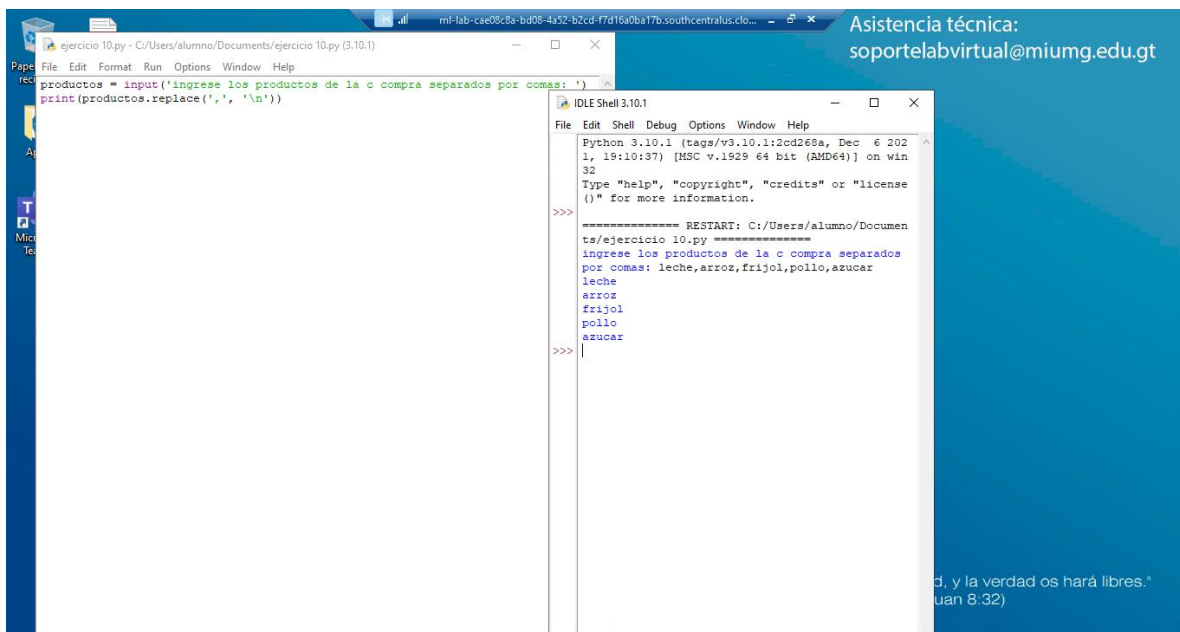 ml-lab-cae08c8a-bd08-4a52-b2cd-f7d16a0ba17b.southcentralus.clo...
Asistencia técnica:
soportelabvirtual@miumg.edu.gt
ejercicio 10.py - C:/Users/alumno/Documents/ejercicio 10.py (3.10.1)
File Edit Format Run Options Window Help
productos = input('ingrese los productos de la c compra separados por comas: ')
print(productos.replace(',', '\n'))
IDLE Shell 3.10.1
File Edit Shell Debug Options Window Help
Python 3.10.1 (tags/v3.10.1:2cd268a, Dec 6 202
1, 19:10:37) [MSC v.1929 64 bit (AMD64)] on win
32
Type "help", "copyright", "credits" or "license
()" for more information.
>>>
============== RESTART: C:/Users/alumno/Documen
ts/ejercicio 10.py ==============
ingrese los productos de la c compra separados
por comas: leche,arroz,frijol,pollo,azucar
leche
arroz
frijol
pollo
azucar
>>>
d, y la verdad os hará libres."
uan 8:32)